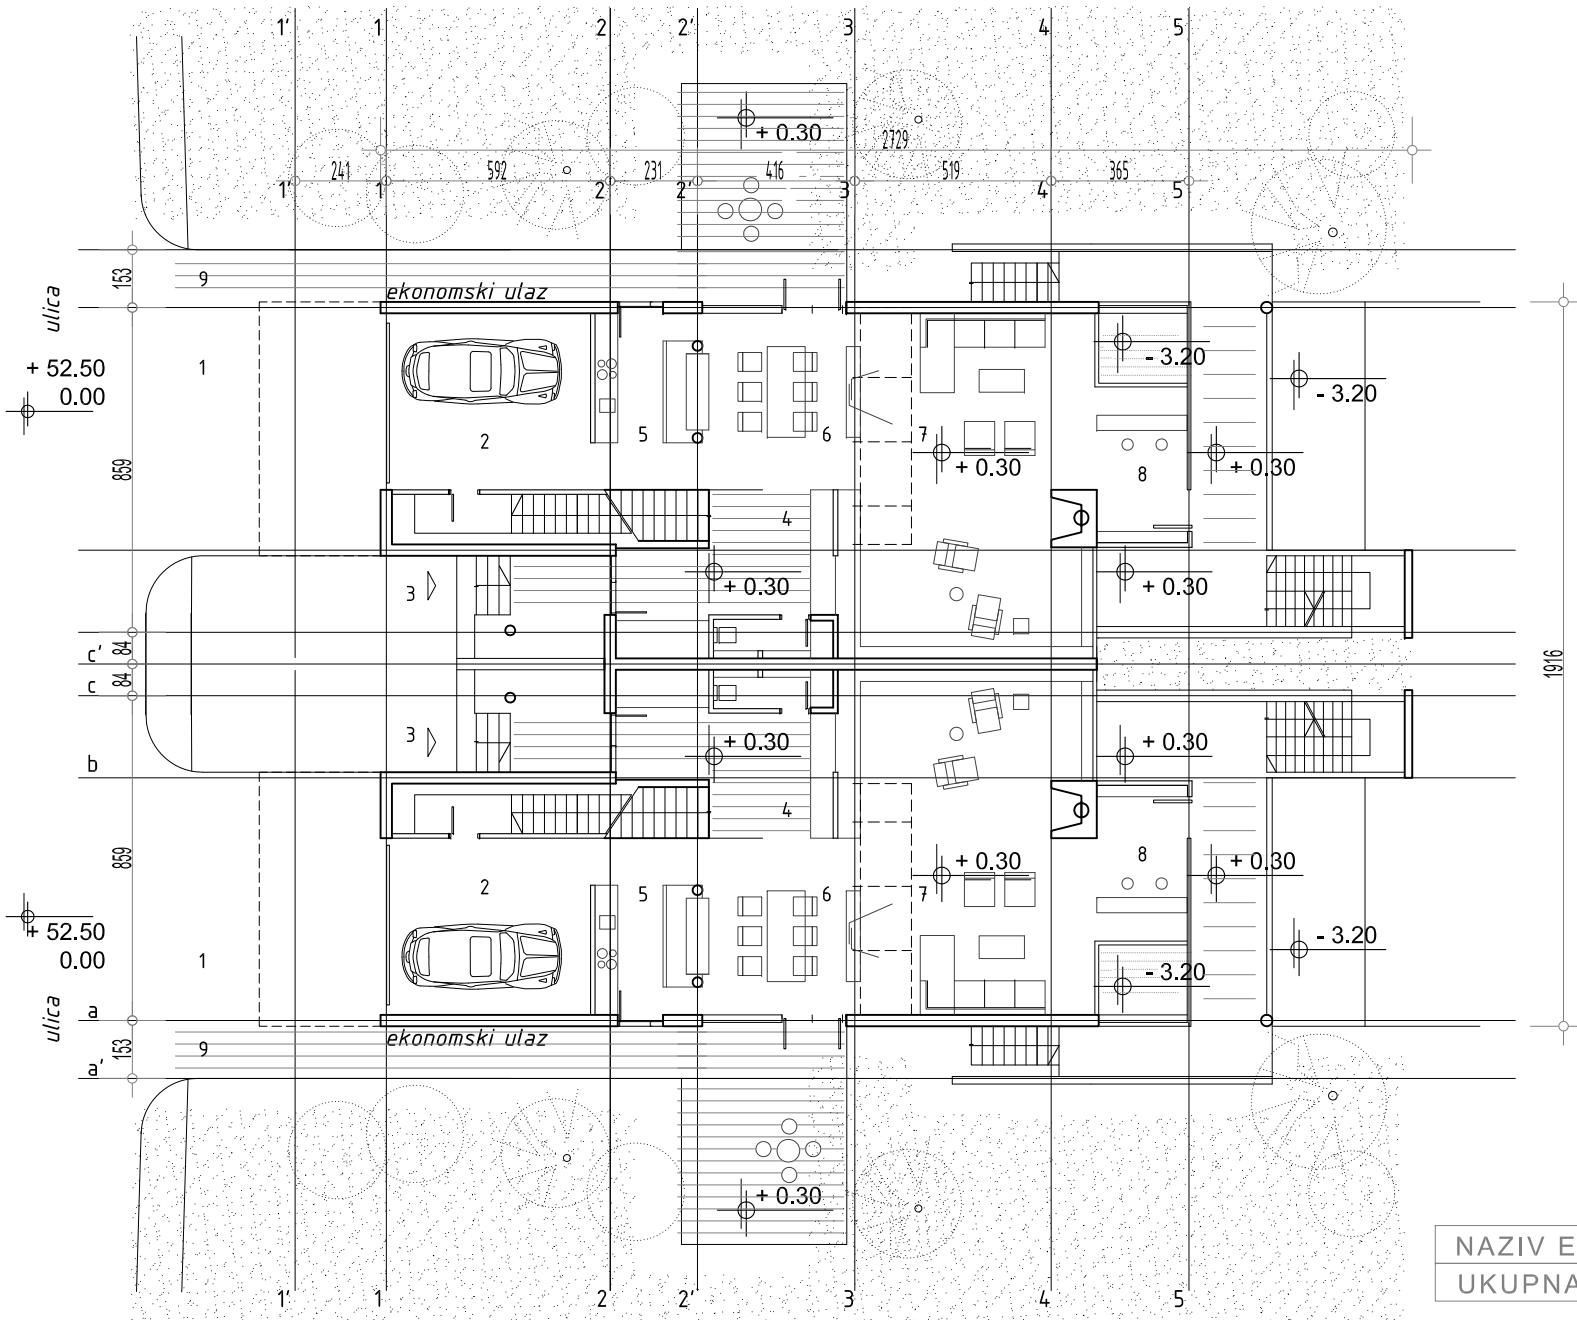 1' 1 2 2' 3 4 5
+ 0.30
2729
241 592 231 416 519 365
1' 1 2 2' 3 4 5
153
9
ekonomski ulaz
ulica
+ 52.50
0.00
1
- 3.20
- 3.20
2
5
6
7
+ 0.30
8
+ 0.30
859
4
3
+ 0.30
+ 0.30
84
c'
84
c
1916
3
+ 0.30
+ 0.30
b
4
859
2
5
6
7
+ 0.30
8
+ 0.30
+ 52.50
0.00
1
- 3.20
- 3.20
ulica
a
153
a'
9
ekonomski ulaz
+ 0.30
NAZIV E
UKUPNA
1' 1 2 2' 3 4 5